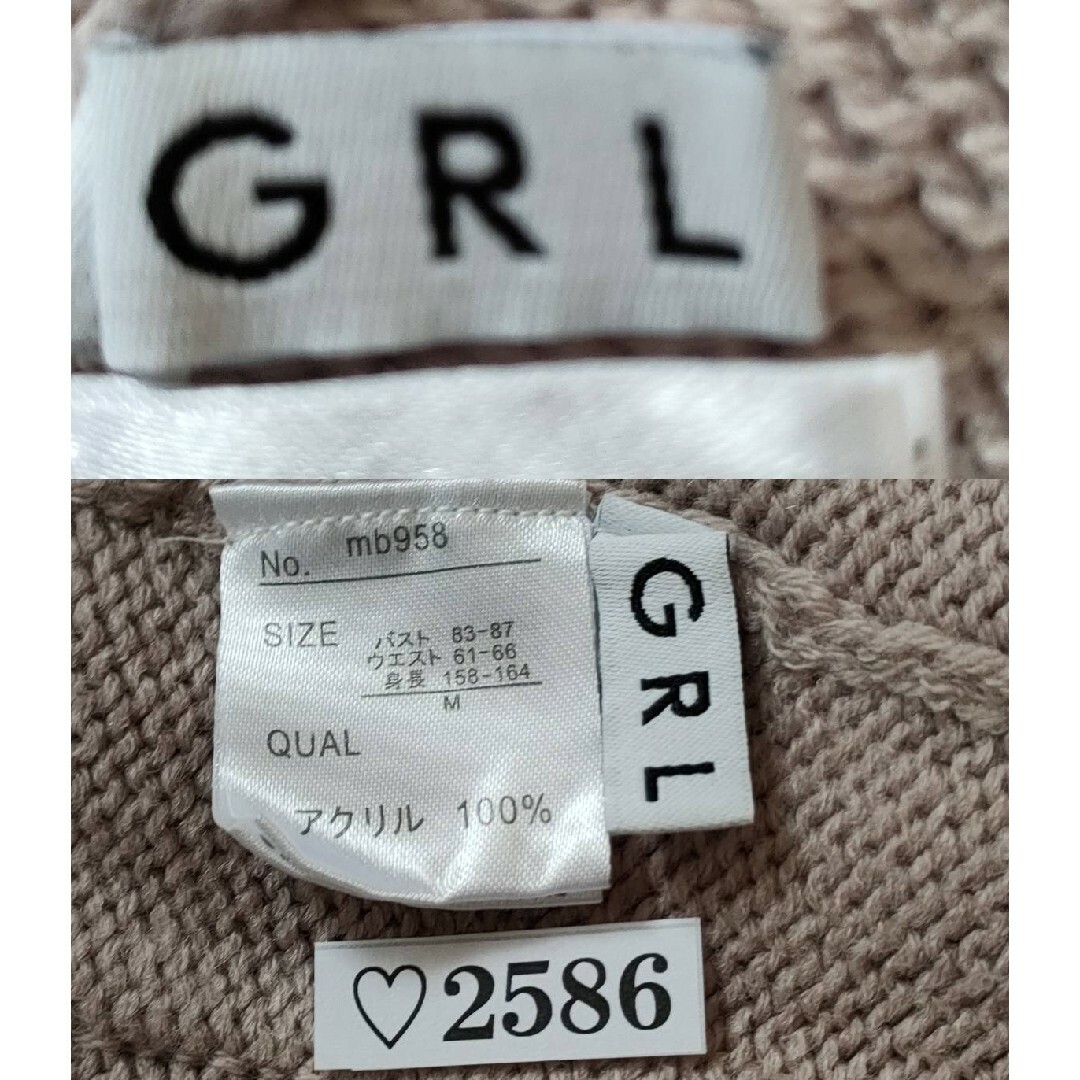 GRL
No. mb958
SIZE バスト 83-87
ウエスト 61-66
身長 158-164
M
QUAL
アクリル 100%
GRL
♡2586